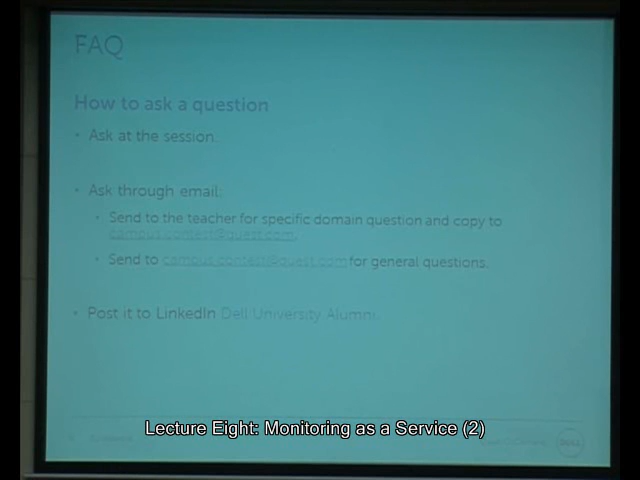 FAQ
How to ask a question
• Ask at the session.
• Ask through email:
• Send to the teacher for specific domain question and copy to
campus.contest@quest.com.
• Send to campus.contest@quest.com for general questions.
• Post it to LinkedIn Dell University Alumni.
Lecture Eight: Monitoring as a Service (2)